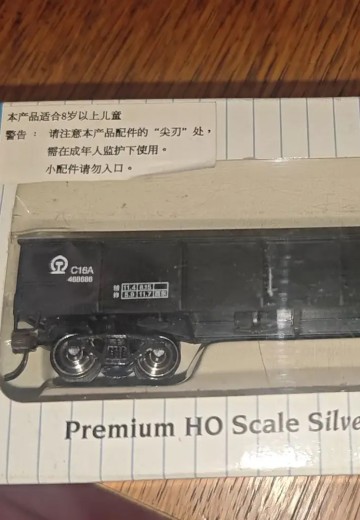 本产品适合8岁以上儿童
警告： 请注意本产品配件的“尖刃”处，
需在成年人监护下使用。
小配件请勿入口。
C16A
Premium HO Scale Silve